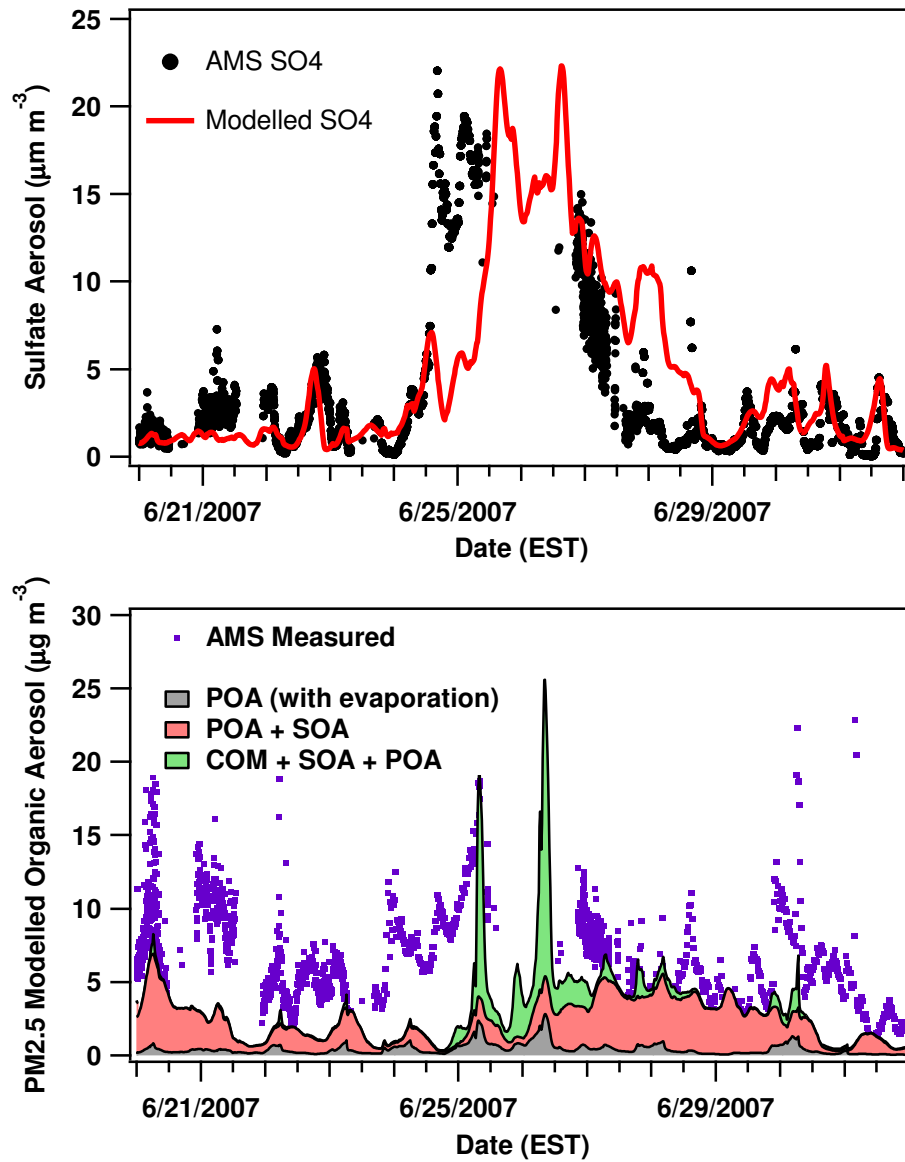 25
20
15
10
5
0
Sulfate Aerosol (μm m⁻³)
AMS SO4
Modelled SO4
6/21/2007 6/25/2007 6/29/2007
Date (EST)
30
25
20
15
10
5
0
PM2.5 Modelled Organic Aerosol (μg m⁻³)
AMS Measured
POA (with evaporation)
POA + SOA
COM + SOA + POA
6/21/2007 6/25/2007 6/29/2007
Date (EST)